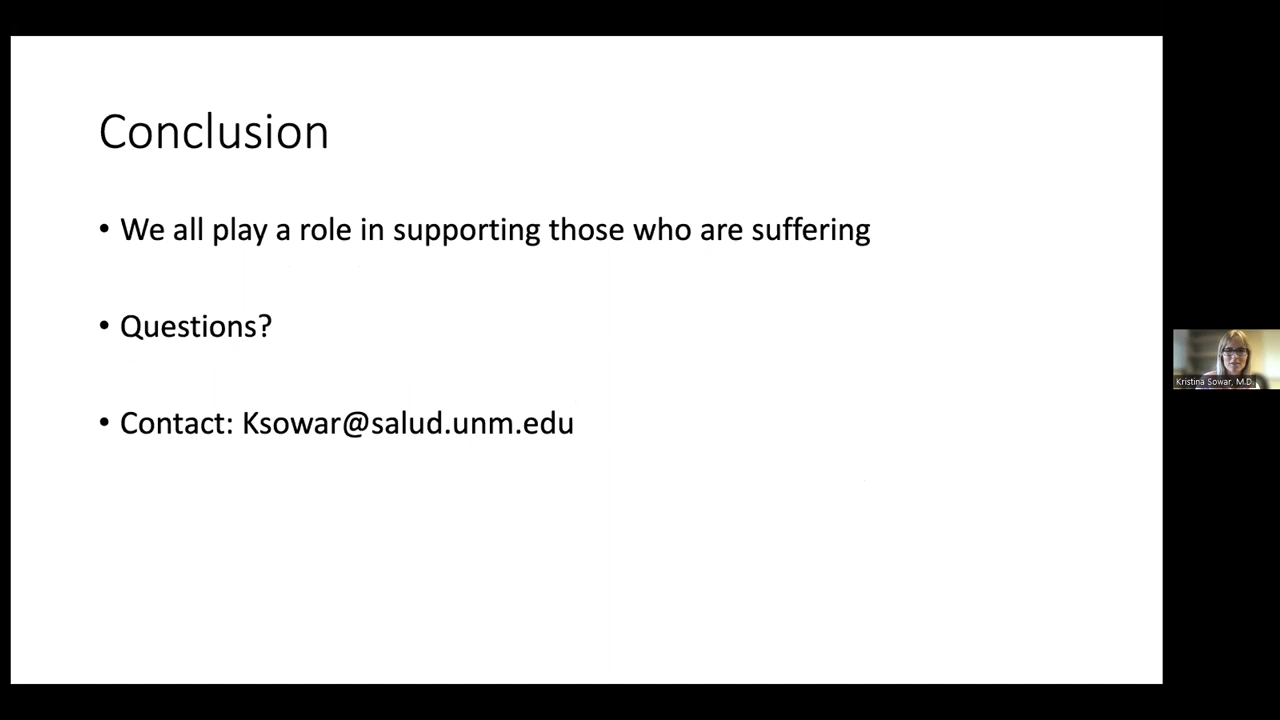 Conclusion
• We all play a role in supporting those who are suffering
• Questions?
• Contact: Ksowar@salud.unm.edu
Kristina Sowar, M.D.